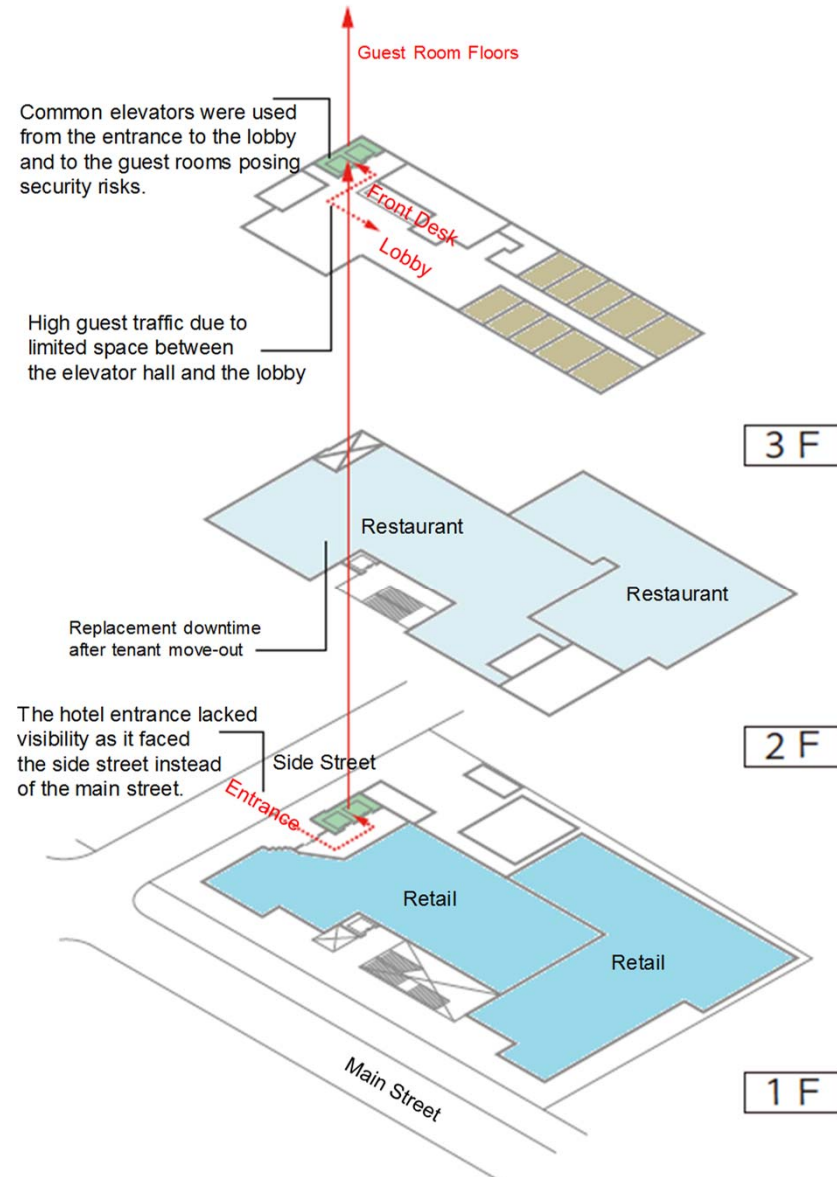 Guest Room Floors
Common elevators were used
from the entrance to the lobby
and to the guest rooms posing
security risks.
Front Desk
Lobby
High guest traffic due to
limited space between
the elevator hall and the lobby
3 F
Restaurant
Restaurant
Replacement downtime
after tenant move-out
The hotel entrance lacked
visibility as it faced
the side street instead
of the main street.
2 F
Side Street
Entrance
Retail
Retail
Main Street
1 F